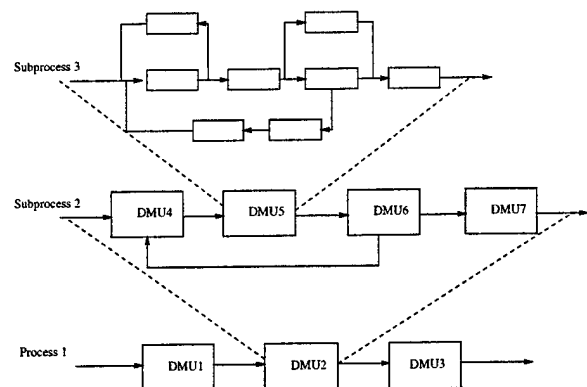 Subprocess 3
Subprocess 2
DMU4
DMU5
DMU6
DMU7
Process 1
DMU1
DMU2
DMU3